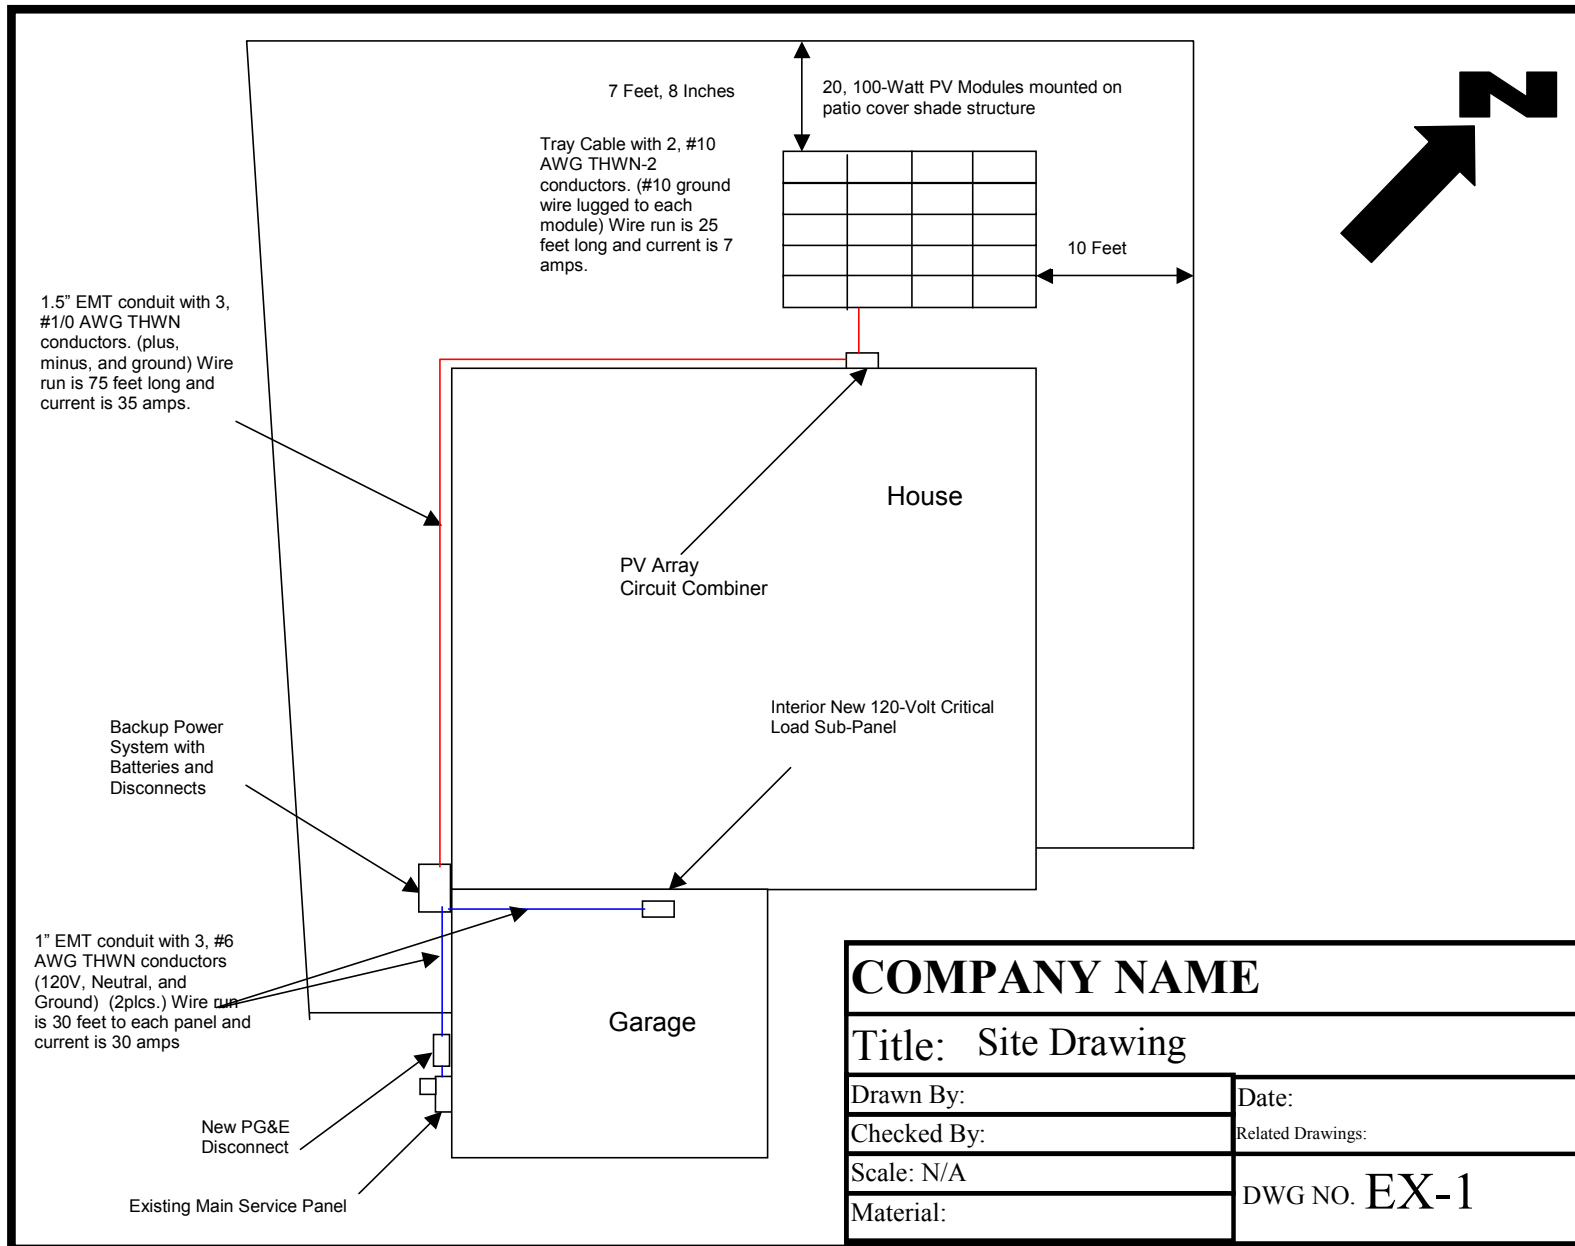 7 Feet, 8 Inches
20, 100-Watt PV Modules mounted on
patio cover shade structure
N
Tray Cable with 2, #10
AWG THWN-2
conductors. (#10 ground
wire lugged to each
module) Wire run is 25
feet long and current is 7
amps.
10 Feet
1.5” EMT conduit with 3,
#1/0 AWG THWN
conductors. (plus,
minus, and ground) Wire
run is 75 feet long and
current is 35 amps.
House
PV Array
Circuit Combiner
Interior New 120-Volt Critical
Load Sub-Panel
Backup Power
System with
Batteries and
Disconnects
1” EMT conduit with 3, #6
AWG THWN conductors
(120V, Neutral, and
Ground) (2plcs.) Wire run
is 30 feet to each panel and
current is 30 amps
Garage
New PG&E
Disconnect
Existing Main Service Panel
COMPANY NAME
Title: Site Drawing
Drawn By:
Date:
Checked By:
Related Drawings:
Scale: N/A
DWG NO. EX-1
Material: